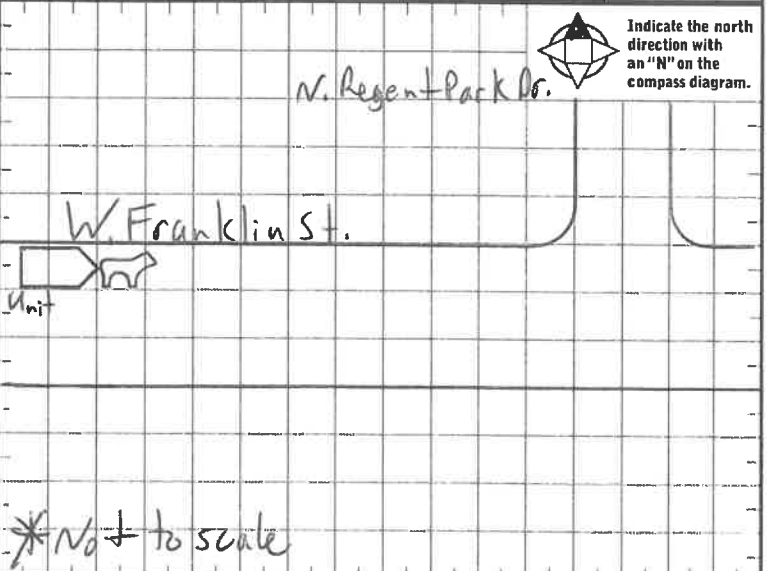 Indicate the north
direction with
an "N" on the
compass diagram.
N. Regent Park Dr.
W. Franklin St.
Unit
*Not to scale